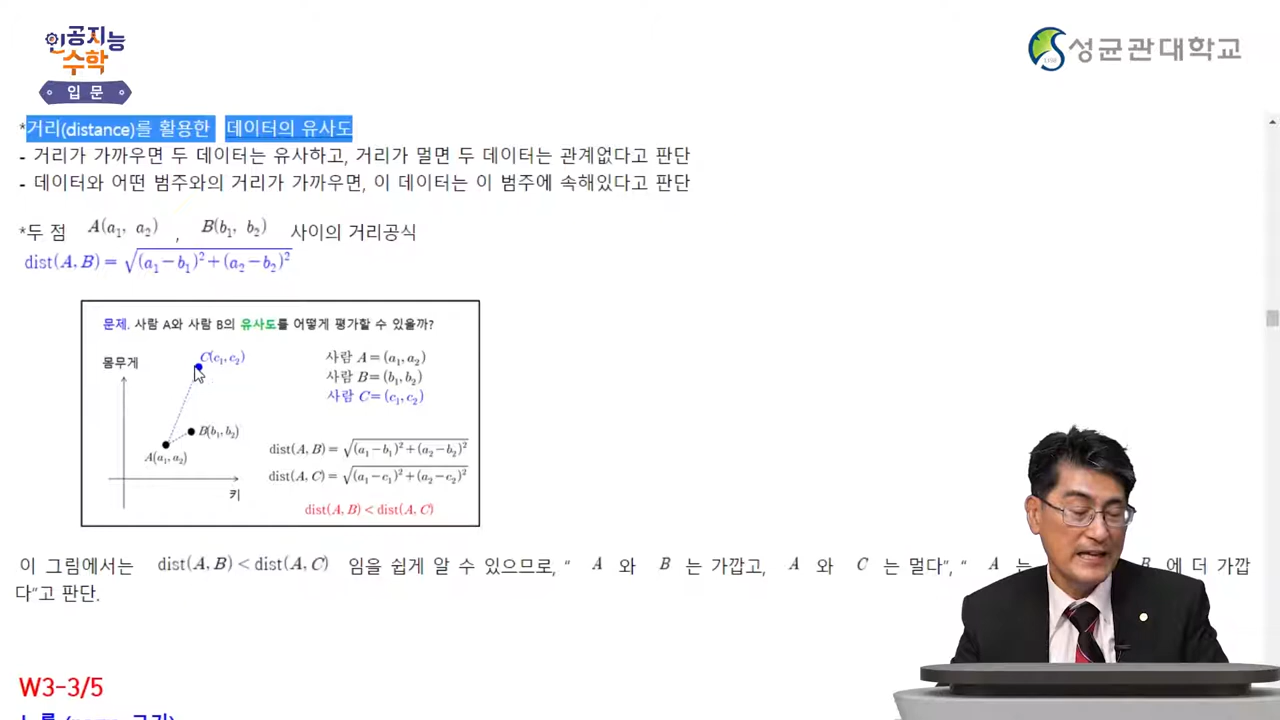 인공지능
수학
입문
성균관대학교
*거리(distance)를 활용한 데이터의 유사도
- 거리가 가까우면 두 데이터는 유사하고, 거리가 멀면 두 데이터는 관계없다고 판단
- 데이터와 어떤 범주와의 거리가 가까우면, 이 데이터는 이 범주에 속해있다고 판단
*두 점 A(a₁, a₂) , B(b₁, b₂) 사이의 거리공식
dist(A, B) = √(a₁−b₁)²+(a₂−b₂)²
문제. 사람 A와 사람 B의 유사도를 어떻게 평가할 수 있을까?
몸무게
C(c₁, c₂)
B(b₁, b₂)
A(a₁, a₂)
키
사람 A = (a₁, a₂)
사람 B = (b₁, b₂)
사람 C = (c₁, c₂)
dist(A, B) = √(a₁−b₁)²+(a₂−b₂)²
dist(A, C) = √(a₁−c₁)²+(a₂−c₂)²
dist(A, B) < dist(A, C)
이 그림에서는 dist(A, B) < dist(A, C) 임을 쉽게 알 수 있으므로, “ A 와 B 는 가깝고, A 와 C 는 멀다”, “ A 는 B 에 더 가깝
다”고 판단.
W3-3/5